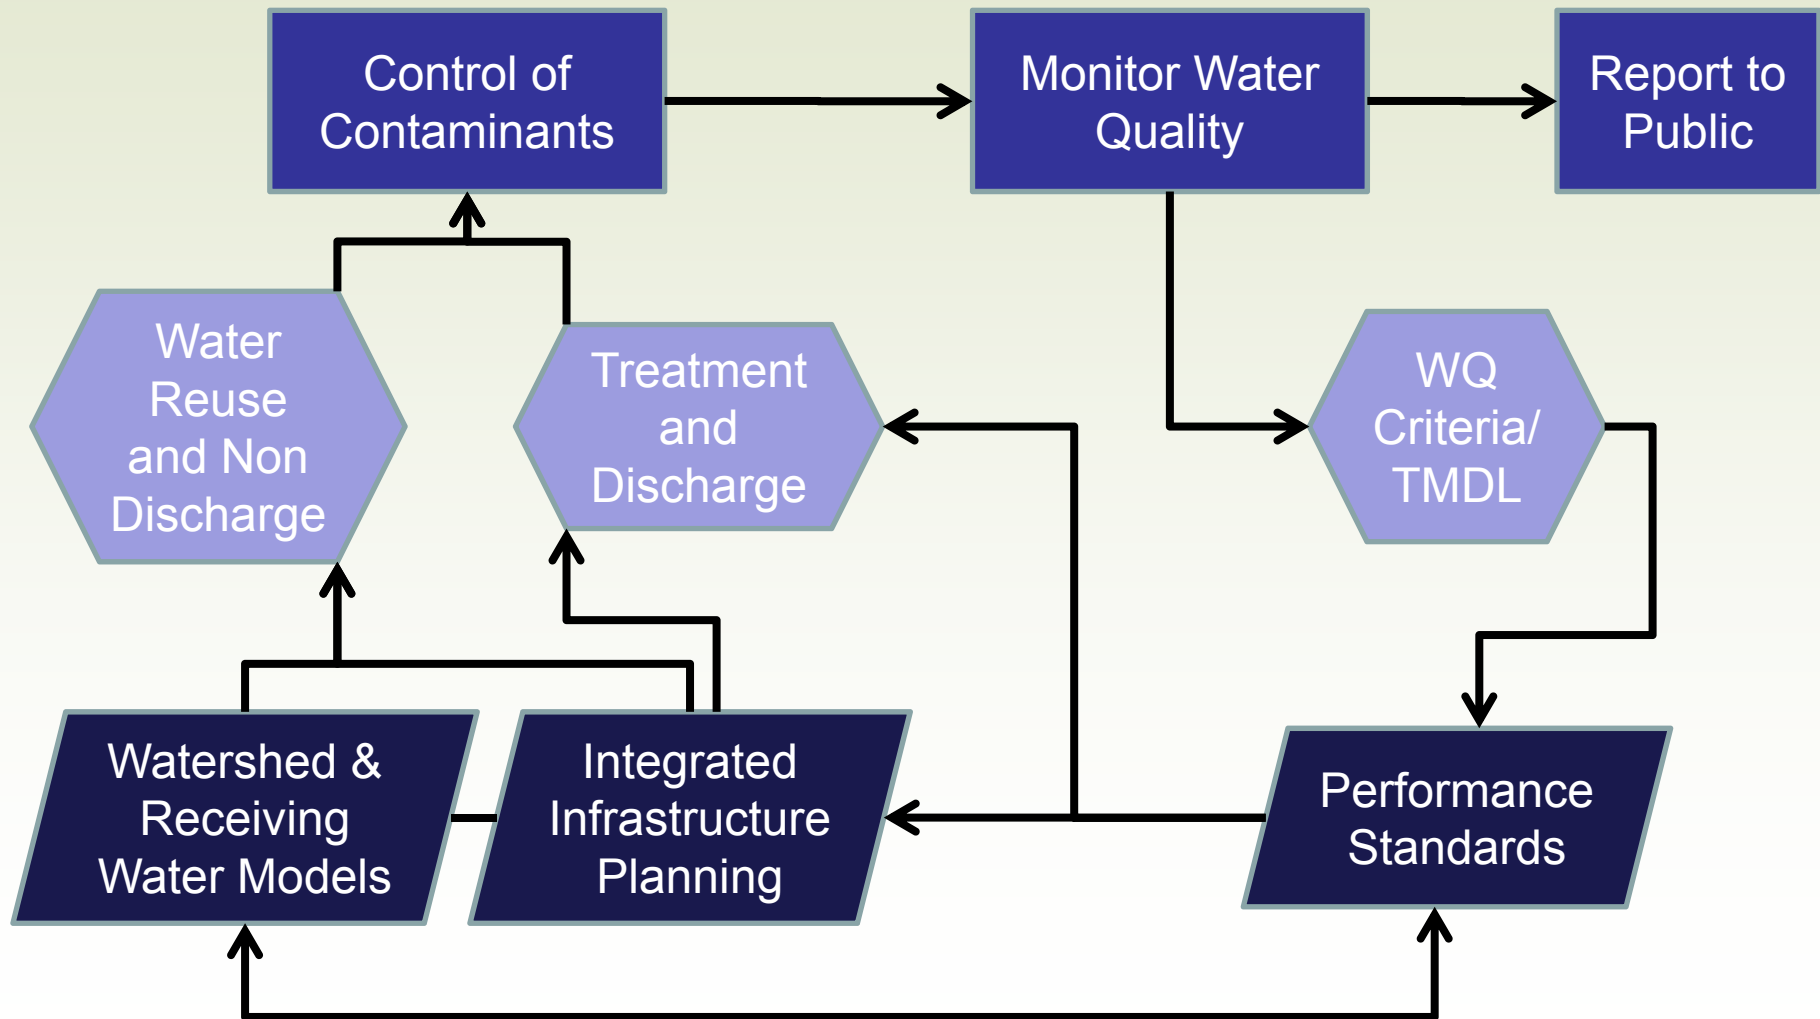 Control of
Contaminants
Monitor Water
Quality
Report to
Public
Water
Reuse
and Non
Discharge
Treatment
and
Discharge
WQ
Criteria/
TMDL
Watershed &
Receiving
Water Models
Integrated
Infrastructure
Planning
Performance
Standards